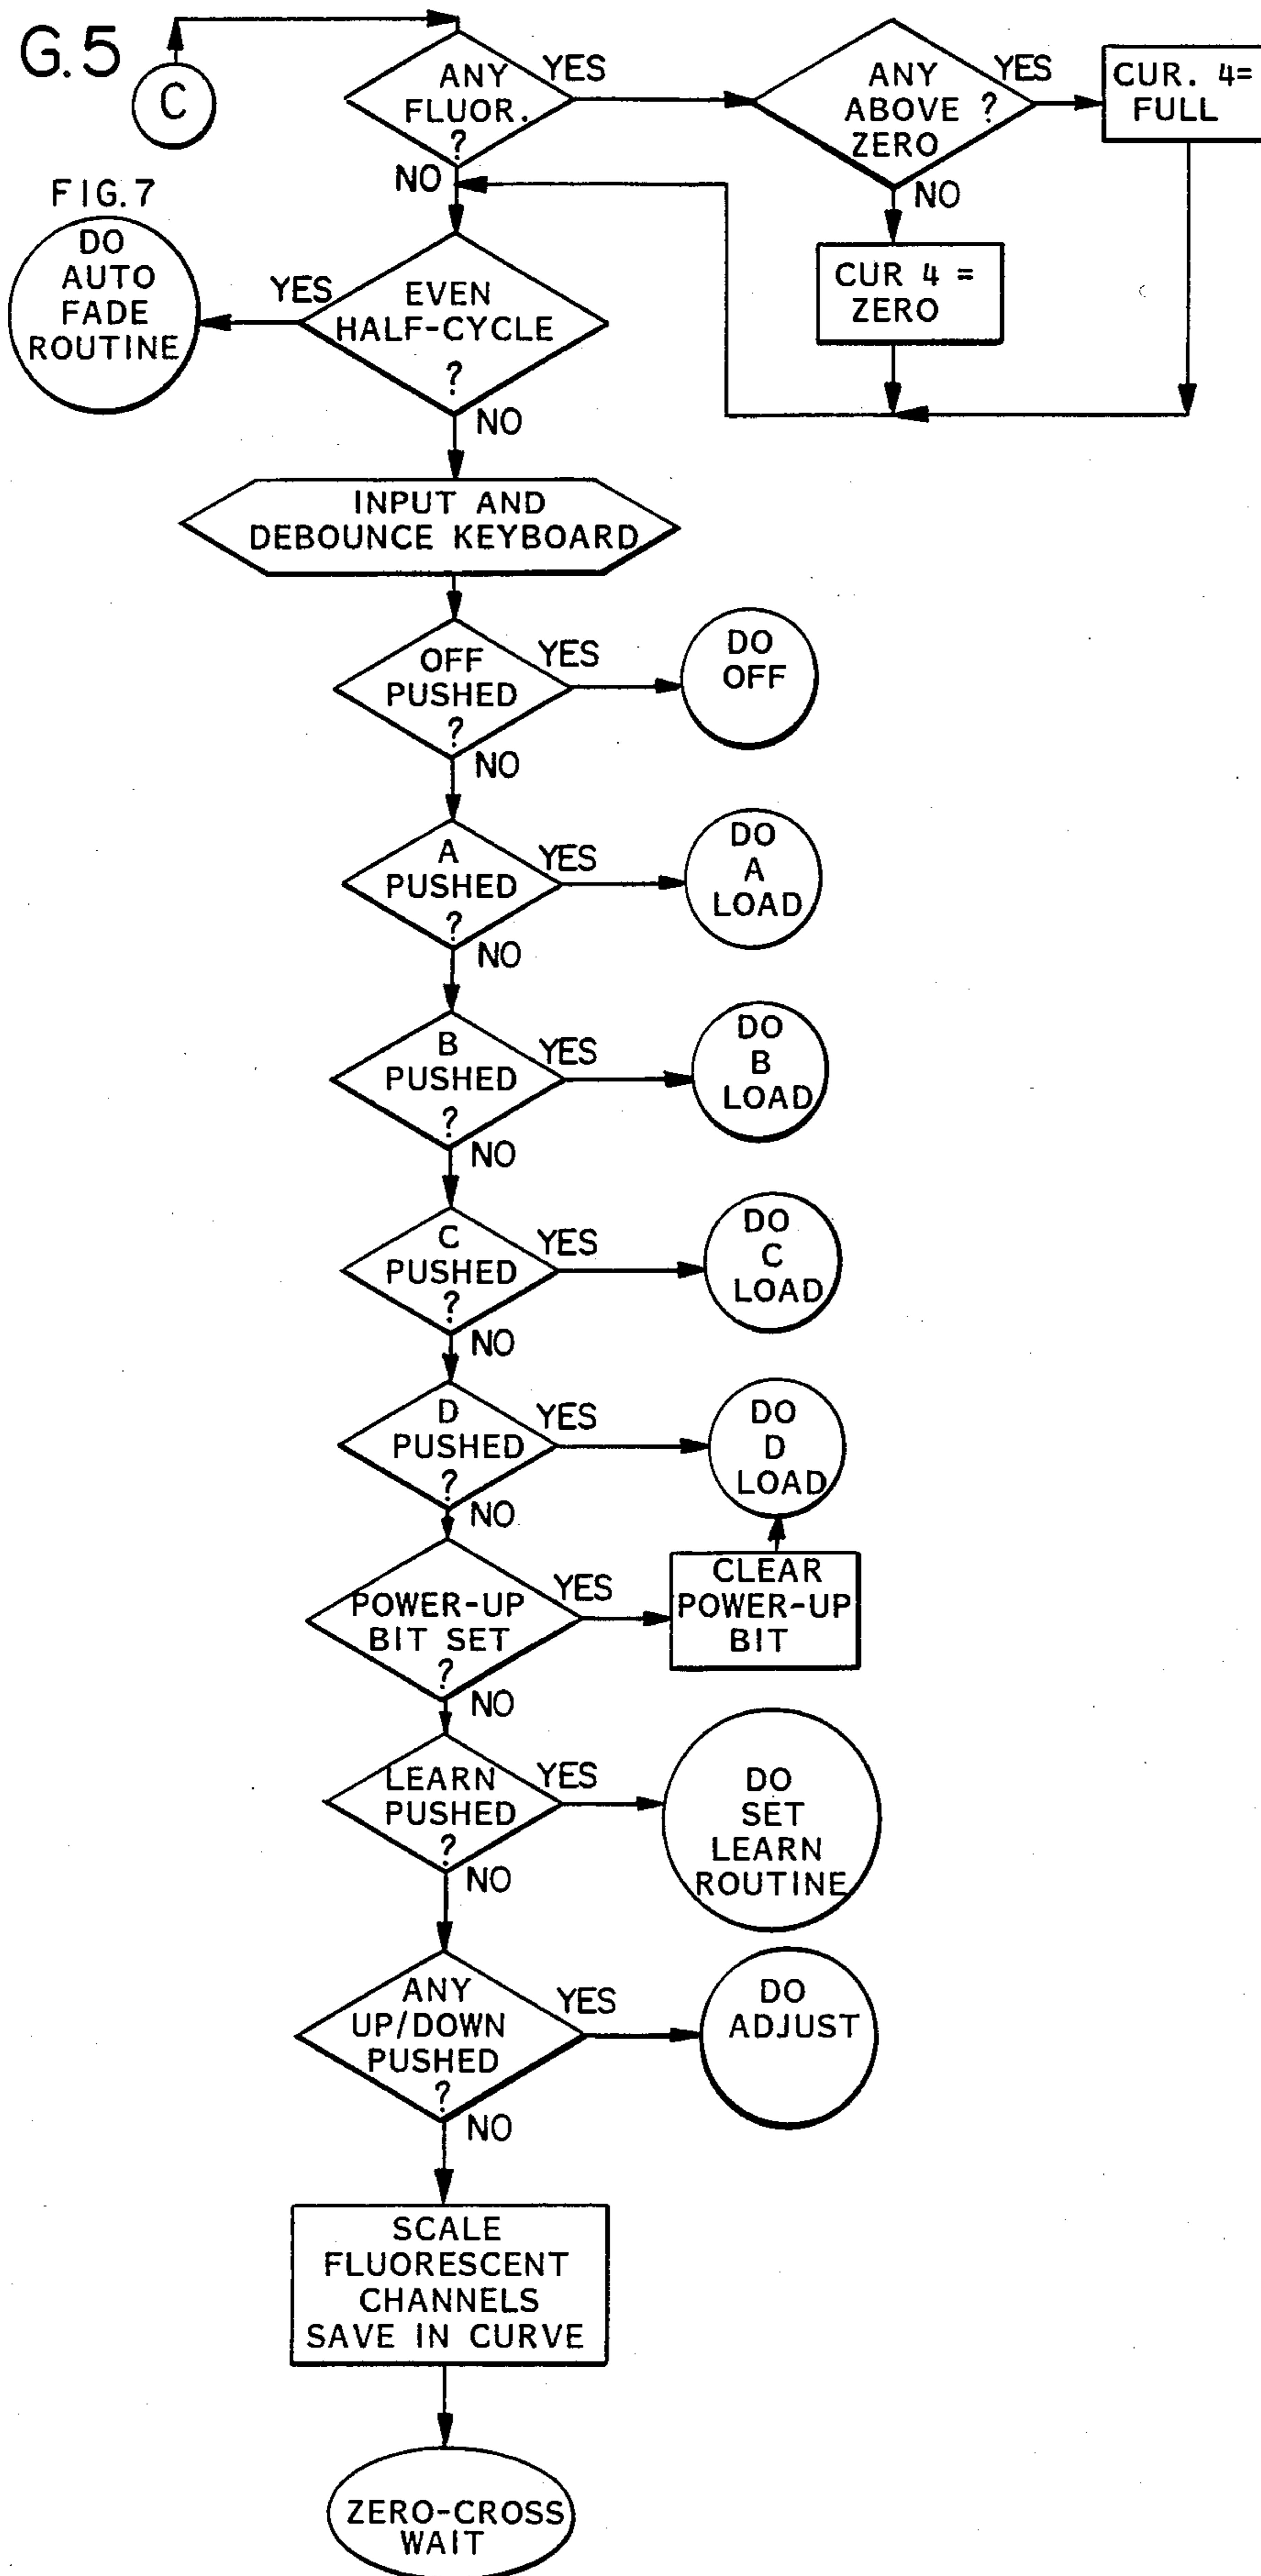 G.5
C
ANY
FLUOR.
?
YES
NO
ANY
ABOVE ?
ZERO
YES
NO
CUR. 4=
FULL
CUR 4 =
ZERO
FIG.7
DO
AUTO
FADE
ROUTINE
YES
EVEN
HALF-CYCLE
?
NO
INPUT AND
DEBOUNCE KEYBOARD
OFF
PUSHED
?
YES
NO
DO
OFF
A
PUSHED
?
YES
NO
DO
A
LOAD
B
PUSHED
?
YES
NO
DO
B
LOAD
C
PUSHED
?
YES
NO
DO
C
LOAD
D
PUSHED
?
YES
NO
DO
D
LOAD
POWER-UP
BIT SET
?
YES
NO
CLEAR
POWER-UP
BIT
LEARN
PUSHED
?
YES
NO
DO
SET
LEARN
ROUTINE
ANY
UP/DOWN
PUSHED
?
YES
NO
DO
ADJUST
SCALE
FLUORESCENT
CHANNELS
SAVE IN CURVE
ZERO-CROSS
WAIT